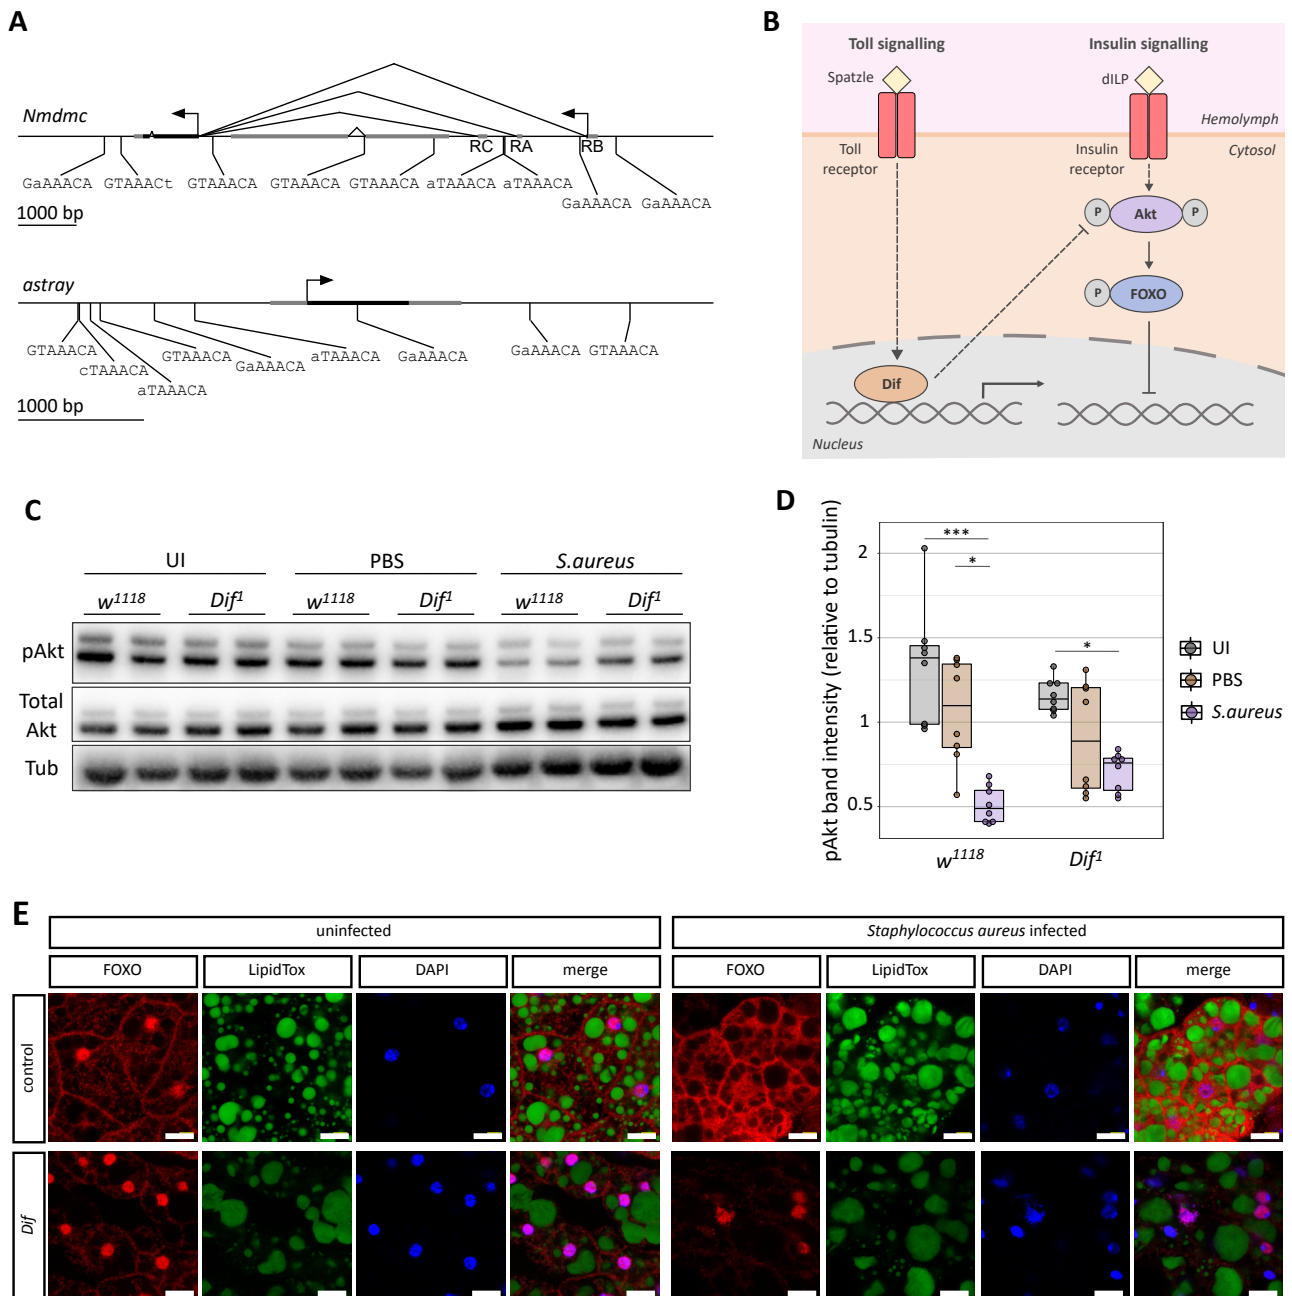 A
Nmdmc
RC RA RB
GaAAACA GTAAACt GTAAACA GTAAACA GTAAACA aTAAACA aTAAACA
GaAAACA GaAAACA
1000 bp
astray
GTAAACA GTAAACA aTAAACA GaAAACA GaAAACA GTAAACA
cTAAACA GaAAACA
aTAAACA
1000 bp
B
Toll signalling Insulin signalling
Spatzle dILP
Hemolymph
Toll receptor Insulin receptor Cytosol
P Akt P
P FOXO
Dif
Nucleus
C
UI PBS S.aureus
w1118 Dif1 w1118 Dif1 w1118 Dif1
pAkt
Total
Akt
Tub
D
pAkt band intensity (relative to tubulin)
2
1.5
1
0.5
***
*
*
w1118 Dif1
UI
PBS
S.aureus
E
uninfected Staphylococcus aureus infected
FOXO LipidTox DAPI merge FOXO LipidTox DAPI merge
control
Dif